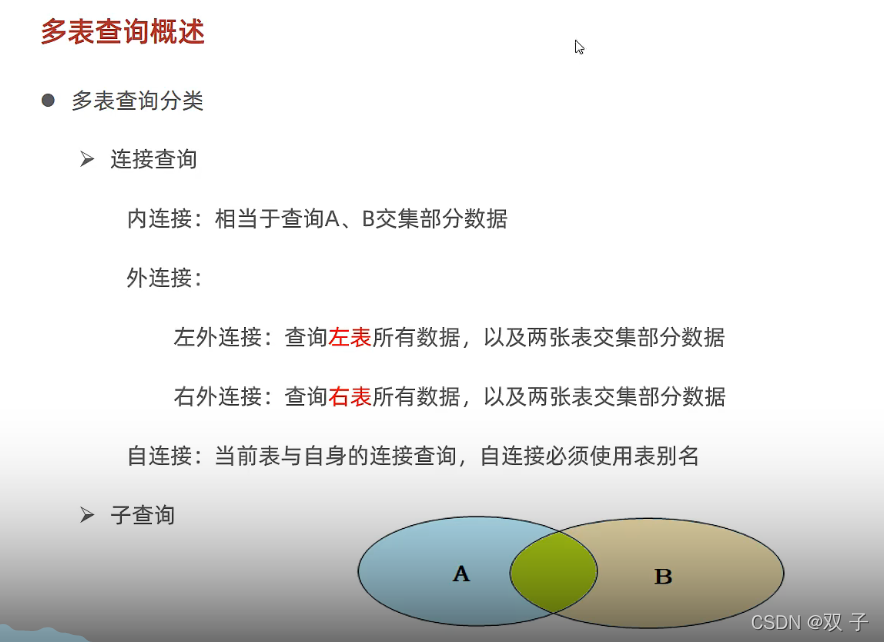 多表查询概述
多表查询分类
连接查询
内连接：相当于查询A、B交集部分数据
外连接：
左外连接：查询左表所有数据，以及两张表交集部分数据
右外连接：查询右表所有数据，以及两张表交集部分数据
自连接：当前表与自身的连接查询，自连接必须使用表别名
子查询
A
B
CSDN @双 子